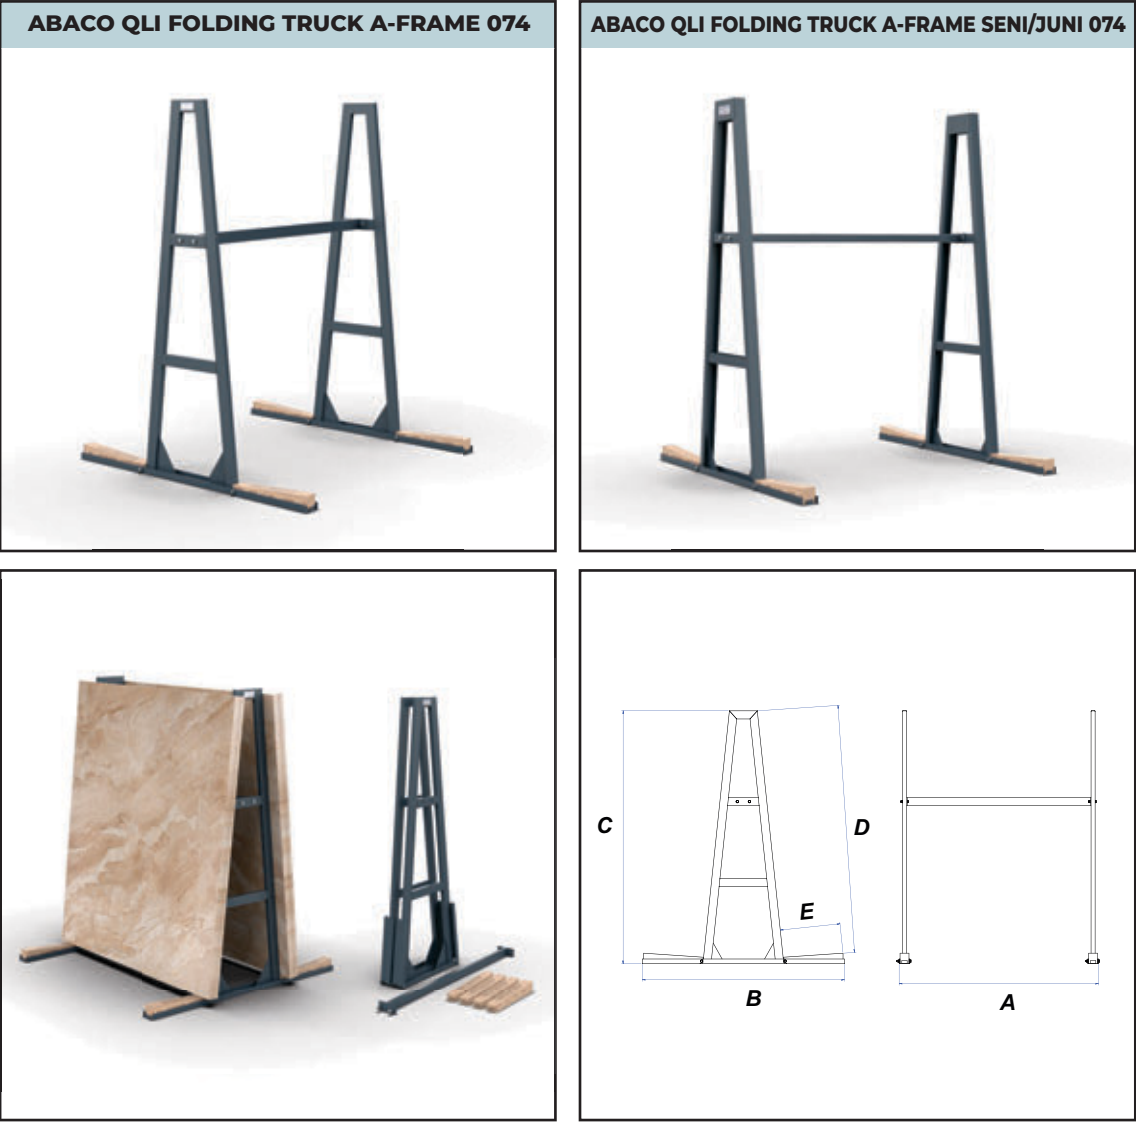 ABACO QLI FOLDING TRUCK A-FRAME 074
ABACO QLI FOLDING TRUCK A-FRAME SENI/JUNI 074
C
D
E
B
A